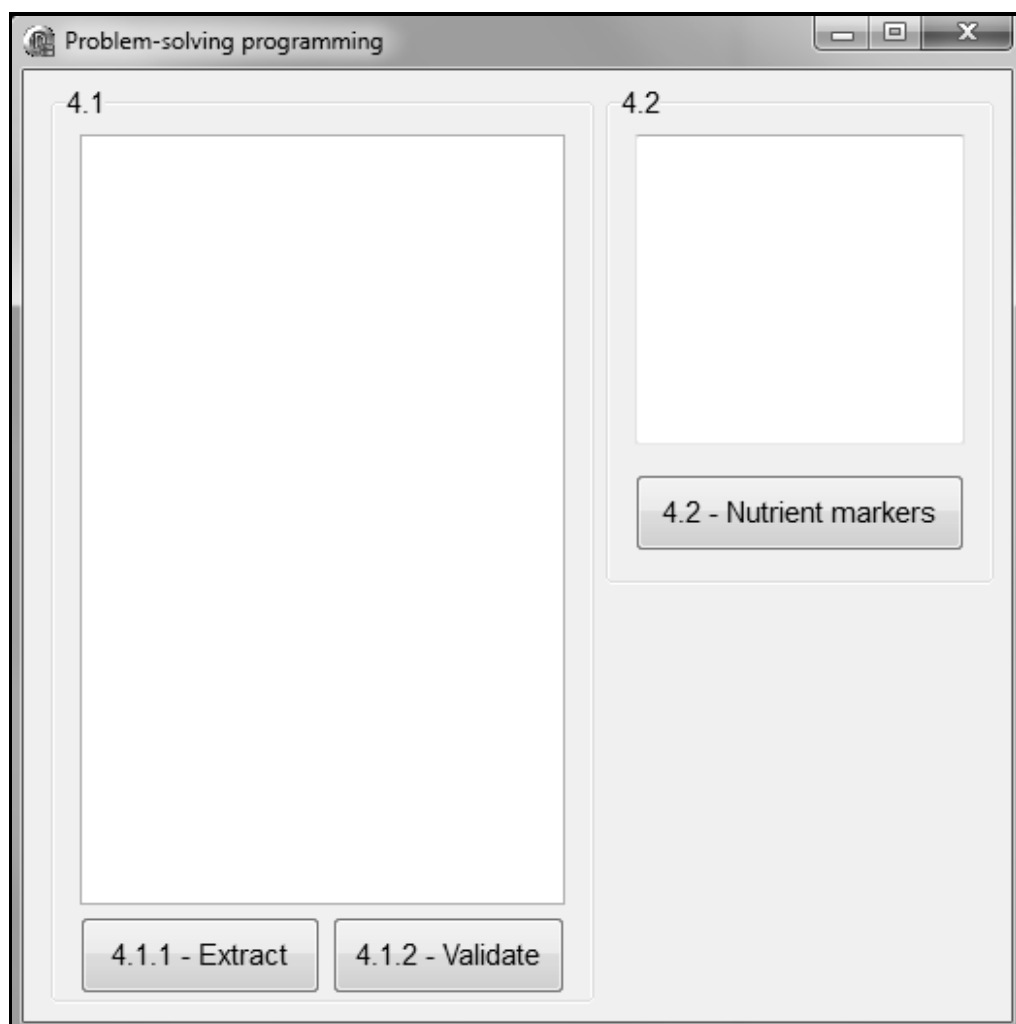 Problem-solving programming
4.1
4.2
4.2 - Nutrient markers
4.1.1 - Extract
4.1.2 - Validate